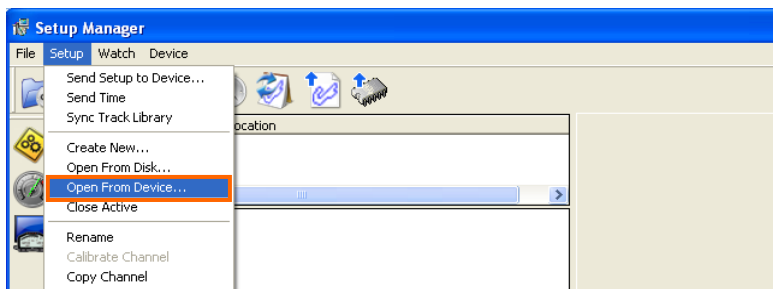 Setup Manager
File Setup Watch Device
Send Setup to Device...
Send Time
Sync Track Library
ocation
Create New...
Open From Disk...
Open From Device...
Close Active
Rename
Calibrate Channel
Copy Channel